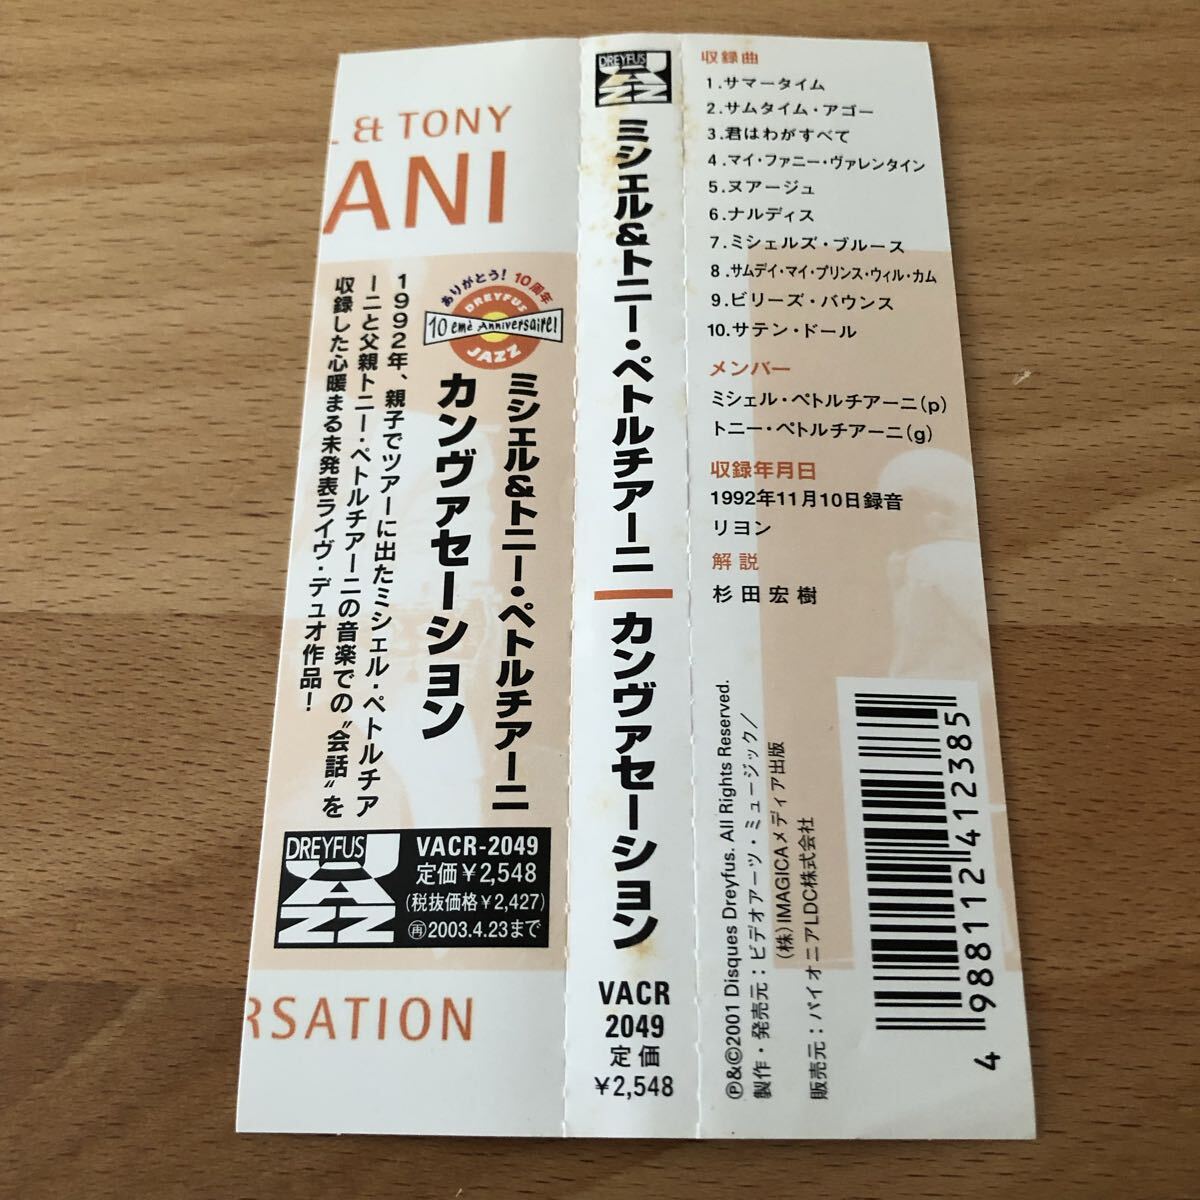 L & TONY
ANI
ありがとう！10周年
DREYFUS
10 eme Anniversaire!
JAZZ
ミシェル&トニー・ペトルチアーニ
カンヴァセーション
1992年、親子でツアーに出たミシェル・ペトルチア
ーニと父親トニー・ペトルチアーニの音楽での〝会話〟を
収録した心暖まる未発表ライヴ・デュオ作品！
DREYFUS
JAZZ
VACR-2049
定価￥2,548
(税抜価格￥2,427)
再2003.4.23まで
RSATION
DREYFUS
JAZZ
ミシェル&トニー・ペトルチアーニ
カンヴァセーション
VACR
2049
定価
￥2,548
収録曲
1.サマータイム
2.サムタイム・アゴー
3.君はわがすべて
4.マイ・ファニー・ヴァレンタイン
5.ヌアージュ
6.ナルディス
7.ミシェルズ・ブルース
8.サムデイ・マイ・プリンス・ウィル・カム
9.ビリーズ・バウンス
10.サテン・ドール
メンバー
ミシェル・ペトルチアーニ(p)
トニー・ペトルチアーニ(g)
収録年月日
1992年11月10日録音
リヨン
解説
杉田宏樹
℗&©2001 Disques Dreyfus. All Rights Reserved.
製作・発売元：ビデオアーツ・ミュージック／
(株)IMAGICAメディア出版
販売元：パイオニアLDC株式会社
4 988112 412385